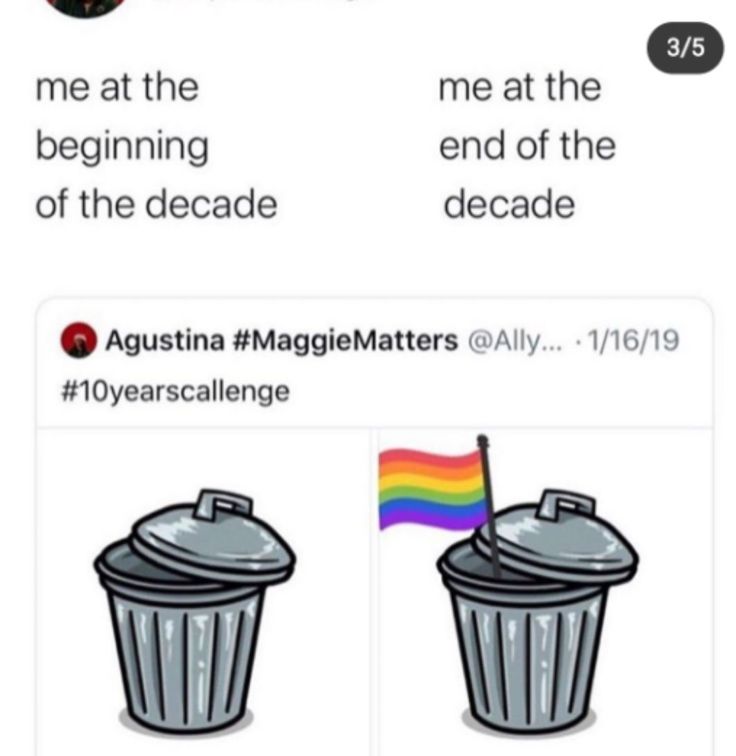 3/5
me at the
beginning
of the decade
me at the
end of the
decade
Agustina #MaggieMatters @Ally... · 1/16/19
#10yearscallenge